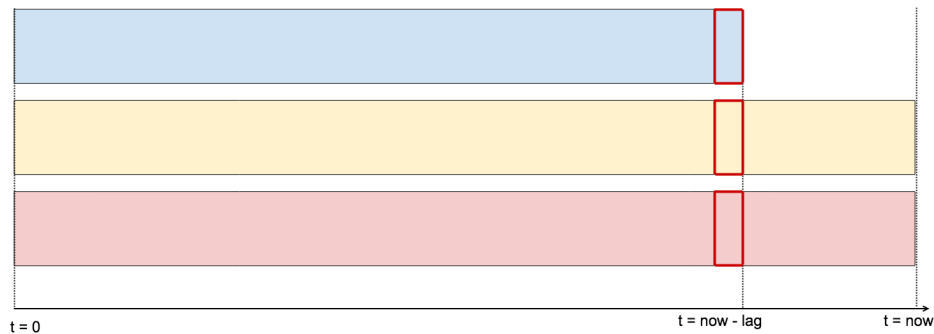 t = 0
t = now - lag
t = now